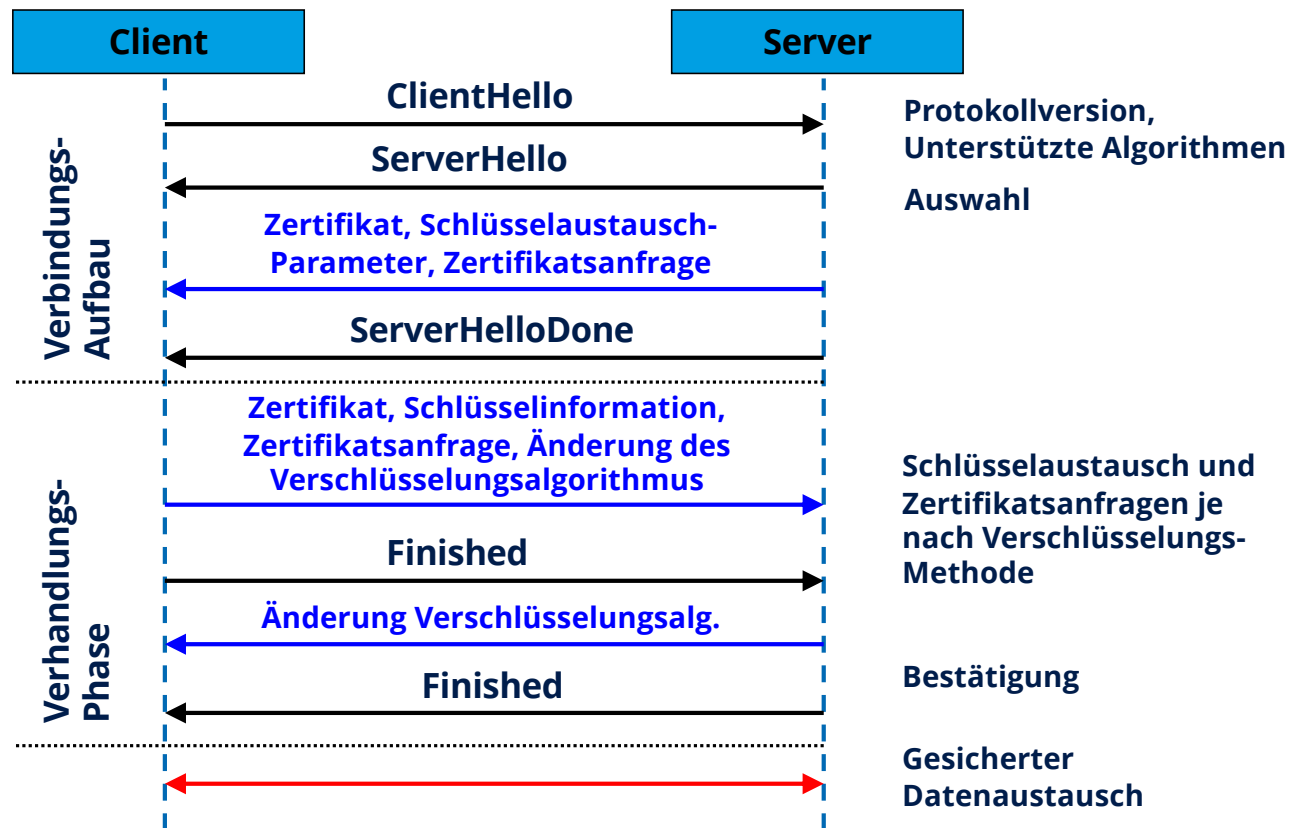 Client
Server
ClientHello
Protokollversion,
Unterstützte Algorithmen
ServerHello
Auswahl
Zertifikat, Schlüsselaustausch-
Parameter, Zertifikatsanfrage
ServerHelloDone
Verbindungs-
Aufbau
Zertifikat, Schlüsselinformation,
Zertifikatsanfrage, Änderung des
Verschlüsselungsalgorithmus
Schlüsselaustausch und
Zertifikatsanfragen je
nach Verschlüsselungs-
Methode
Finished
Änderung Verschlüsselungsalg.
Finished
Bestätigung
Verhandlungs-
Phase
Gesicherter
Datenaustausch